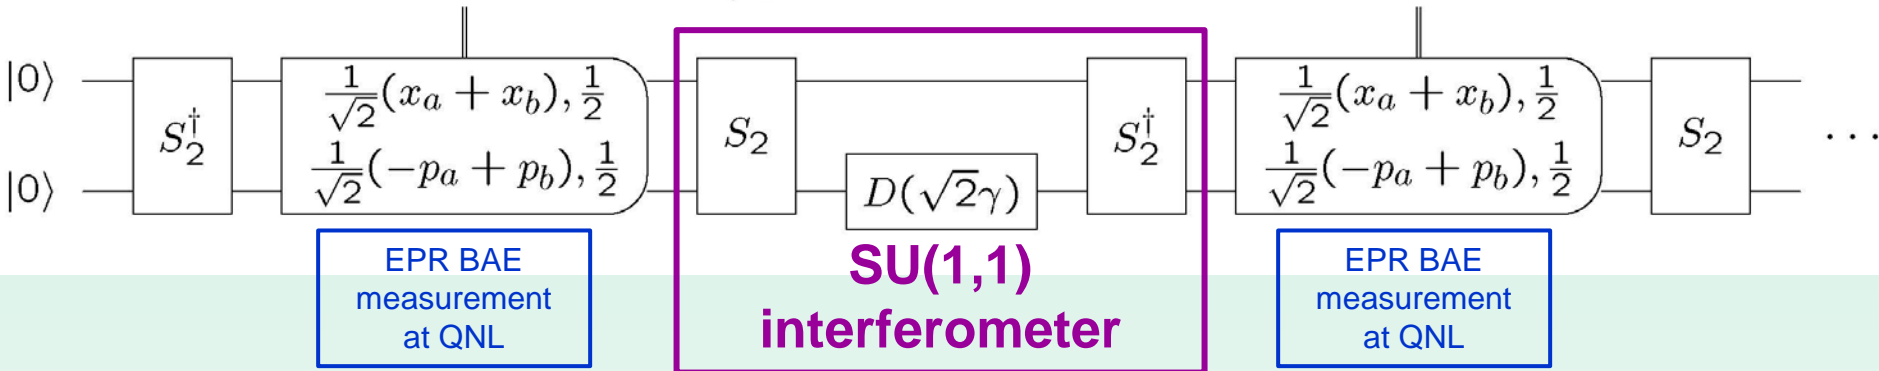 |0⟩
|0⟩
S₂†
1/√2(xₐ + x_b), 1/2
1/√2(−pₐ + p_b), 1/2
S₂
D(√2γ)
S₂†
1/√2(xₐ + x_b), 1/2
1/√2(−pₐ + p_b), 1/2
S₂
···
EPR BAE
measurement
at QNL
SU(1,1)
interferometer
EPR BAE
measurement
at QNL